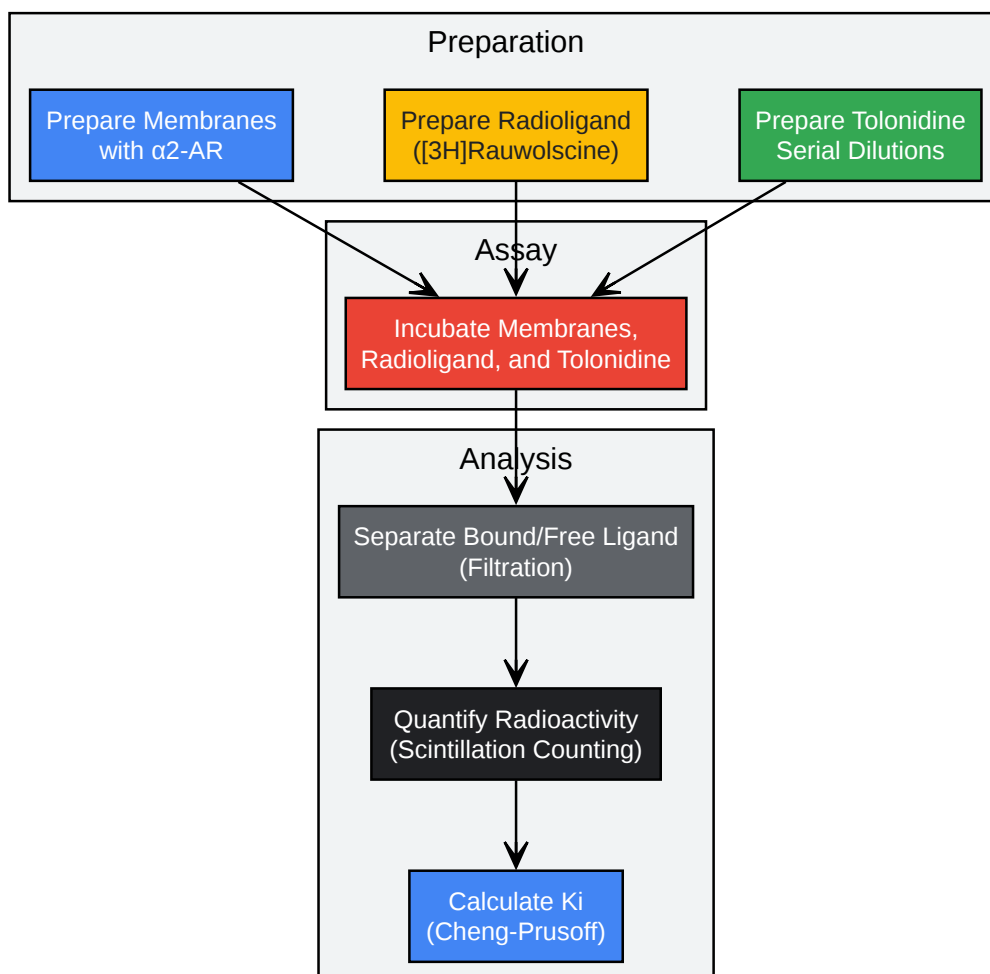 Preparation
Prepare Membranes
with α2-AR
Prepare Radioligand
([3H]Rauwolscine)
Prepare Tolonidine
Serial Dilutions
Assay
Incubate Membranes,
Radioligand, and Tolonidine
Analysis
Separate Bound/Free Ligand
(Filtration)
Quantify Radioactivity
(Scintillation Counting)
Calculate Ki
(Cheng-Prusoff)